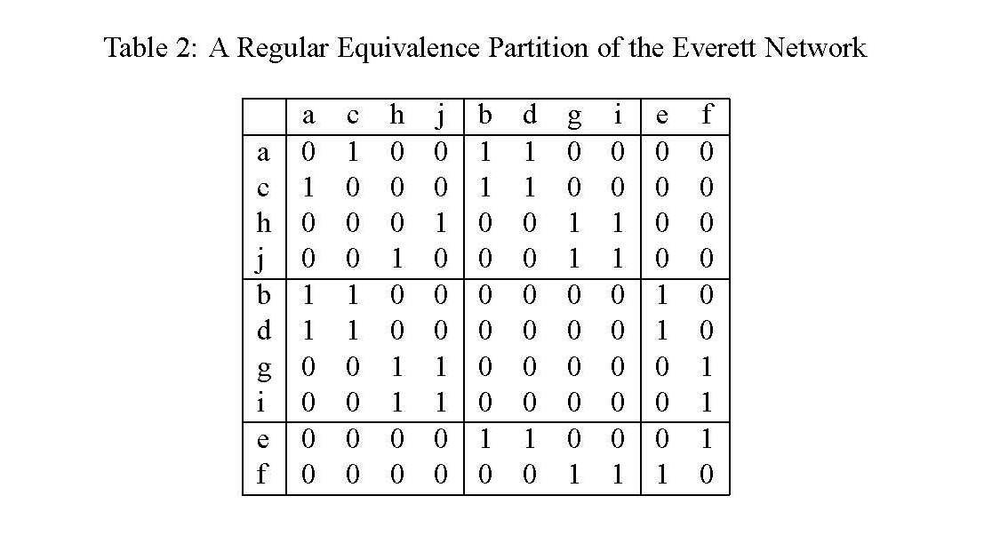 Table 2: A Regular Equivalence Partition of the Everett Network
a c h j b d g i e f
a 0 1 0 0 1 1 0 0 0 0
c 1 0 0 0 1 1 0 0 0 0
h 0 0 0 1 0 0 1 1 0 0
j 0 0 1 0 0 0 1 1 0 0
b 1 1 0 0 0 0 0 0 1 0
d 1 1 0 0 0 0 0 0 1 0
g 0 0 1 1 0 0 0 0 0 1
i 0 0 1 1 0 0 0 0 0 1
e 0 0 0 0 1 1 0 0 0 1
f 0 0 0 0 0 0 1 1 1 0